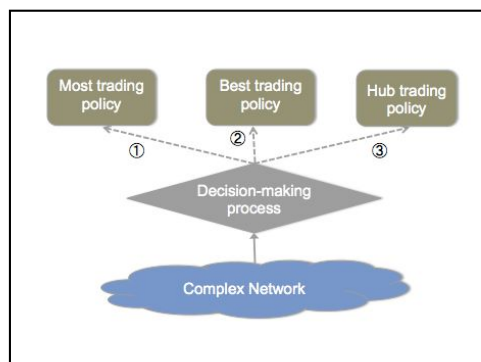 Most trading
policy
Best trading
policy
Hub trading
policy
①
②
③
Decision-making
process
Complex Network